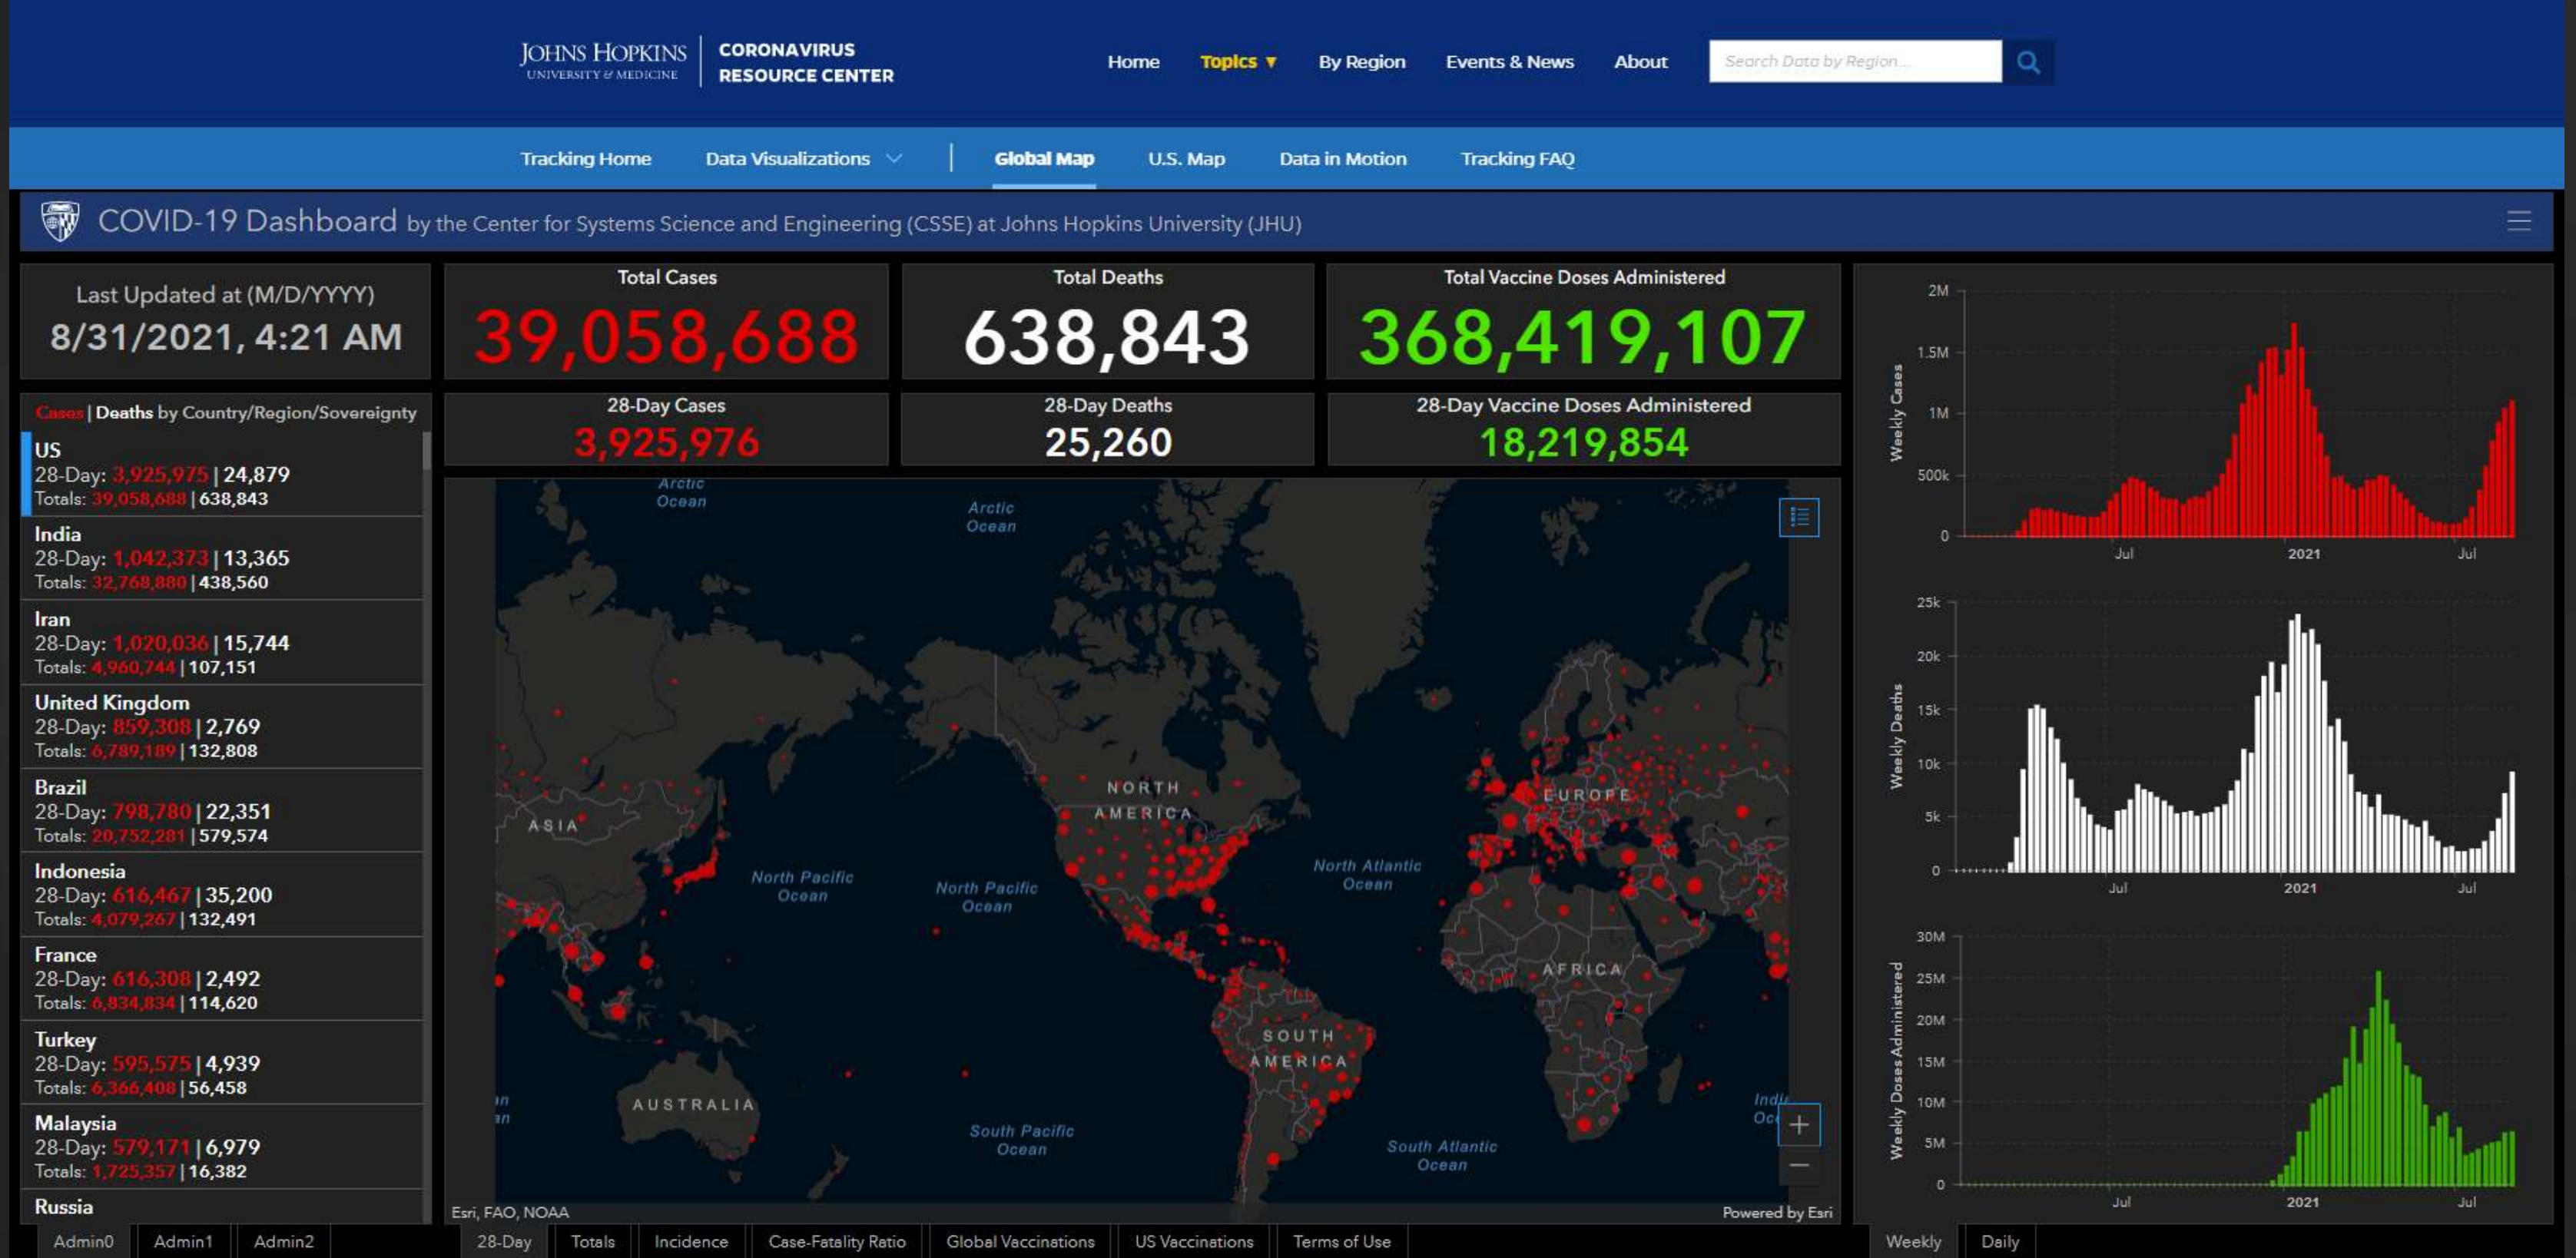 JOHNS HOPKINS
UNIVERSITY & MEDICINE
CORONAVIRUS
RESOURCE CENTER
Home Topics ▼ By Region Events & News About
Search Data by Region...
Tracking Home Data Visualizations | Global Map U.S. Map Data in Motion Tracking FAQ
COVID-19 Dashboard by the Center for Systems Science and Engineering (CSSE) at Johns Hopkins University (JHU)
Last Updated at (M/D/YYYY)
8/31/2021, 4:21 AM
Cases | Deaths by Country/Region/Sovereignty
US
28-Day: 3,925,975 | 24,879
Totals: 39,058,688 | 638,843
India
28-Day: 1,042,373 | 13,365
Totals: 32,768,880 | 438,560
Iran
28-Day: 1,020,036 | 15,744
Totals: 4,960,744 | 107,151
United Kingdom
28-Day: 859,308 | 2,769
Totals: 6,789,189 | 132,808
Brazil
28-Day: 798,780 | 22,351
Totals: 20,752,281 | 579,574
Indonesia
28-Day: 616,467 | 35,200
Totals: 4,079,267 | 132,491
France
28-Day: 616,308 | 2,492
Totals: 6,834,834 | 114,620
Turkey
28-Day: 595,575 | 4,939
Totals: 6,366,408 | 56,458
Malaysia
28-Day: 579,171 | 6,979
Totals: 1,725,357 | 16,382
Russia
Admin0 Admin1 Admin2
Total Cases
39,058,688
Total Deaths
638,843
Total Vaccine Doses Administered
368,419,107
28-Day Cases
3,925,976
28-Day Deaths
25,260
28-Day Vaccine Doses Administered
18,219,854
Arctic
Ocean
Arctic
Ocean
NORTH
AMERICA
EUROPE
ASIA
North Pacific
Ocean
North Pacific
Ocean
North Atlantic
Ocean
AFRICA
SOUTH
AMERICA
AUSTRALIA
South Pacific
Ocean
South Atlantic
Ocean
+
−
Esri, FAO, NOAA
Powered by Esri
28-Day Totals Incidence Case-Fatality Ratio Global Vaccinations US Vaccinations Terms of Use
Weekly Cases
2M
1.5M
1M
500k
0
Jul 2021 Jul
Weekly Deaths
25k
20k
15k
10k
5k
0
Jul 2021 Jul
Weekly Doses Administered
30M
25M
20M
15M
10M
5M
0
Jul 2021 Jul
Weekly Daily